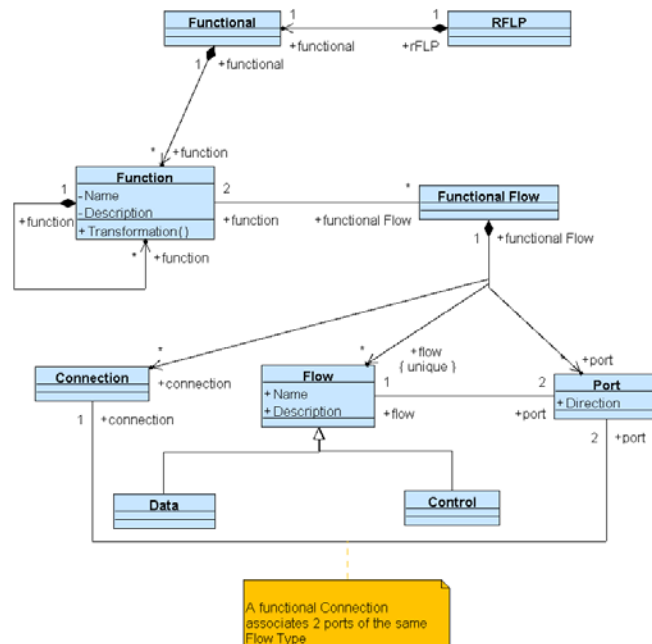 Functional
1
+functional
1
+rFLP
RFLP
1
+functional
*
+function
Function
- Name
- Description
+ Transformation( )
1
+function
*
+function
2
+function
*
+functional Flow
Functional Flow
1
+functional Flow
*
+connection
*
+flow
{ unique }
+port
Connection
1
+connection
Flow
+ Name
+ Description
1
+flow
2
+port
Port
+ Direction
2
+port
Data
Control
A functional Connection
associates 2 ports of the same
Flow Type